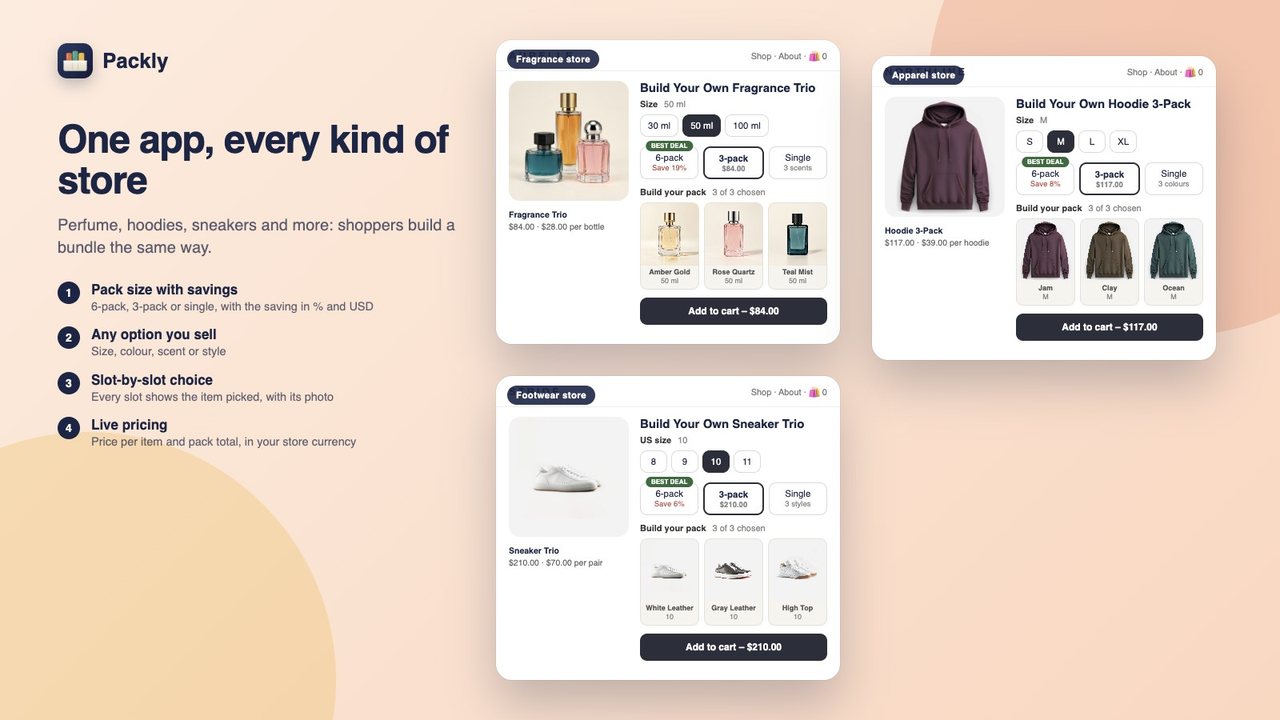 Packly
One app, every kind of
store
Perfume, hoodies, sneakers and more: shoppers build a
bundle the same way.
1
Pack size with savings
6-pack, 3-pack or single, with the saving in % and USD
2
Any option you sell
Size, colour, scent or style
3
Slot-by-slot choice
Every slot shows the item picked, with its photo
4
Live pricing
Price per item and pack total, in your store currency
Fragrance store
Shop · About · 0
Build Your Own Fragrance Trio
Size 50 ml
30 ml 50 ml 100 ml
BEST DEAL
6-pack 3-pack Single
Save 19% $84.00 3 scents
Build your pack 3 of 3 chosen
Amber Gold Rose Quartz Teal Mist
50 ml 50 ml 50 ml
Add to cart – $84.00
Fragrance Trio
$84.00 · $28.00 per bottle
Apparel store
Shop · About · 0
Build Your Own Hoodie 3-Pack
Size M
S M L XL
BEST DEAL
6-pack 3-pack Single
Save 8% $117.00 3 colours
Build your pack 3 of 3 chosen
Jam Clay Ocean
M M M
Add to cart – $117.00
Hoodie 3-Pack
$117.00 · $39.00 per hoodie
Footwear store
Shop · About · 0
Build Your Own Sneaker Trio
US size 10
8 9 10 11
BEST DEAL
6-pack 3-pack Single
Save 6% $210.00 3 styles
Build your pack 3 of 3 chosen
White Leather Gray Leather High Top
10 10 10
Add to cart – $210.00
Sneaker Trio
$210.00 · $70.00 per pair